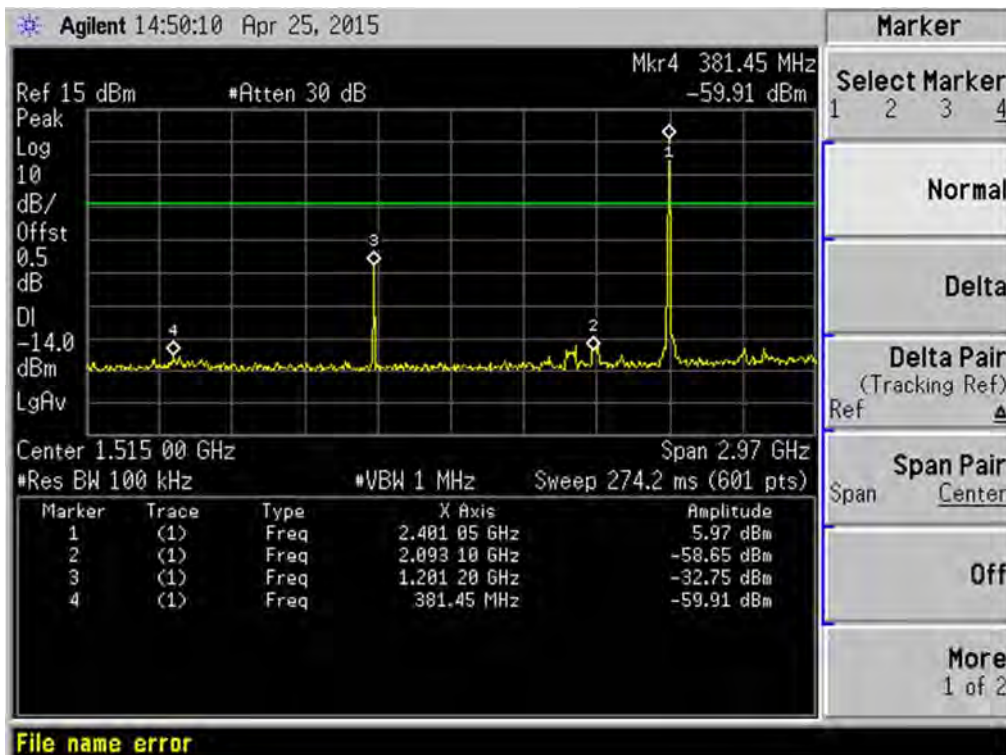 Agilent 14:50:10 Apr 25, 2015
Mkr4 381.45 MHz
Ref 15 dBm #Atten 30 dB -59.91 dBm
Peak
Log
10
dB/
Offst
0.5
dB
DI
-14.0
dBm
LgAv
1
3
2
4
Center 1.515 00 GHz Span 2.97 GHz
#Res BW 100 kHz #VBW 1 MHz Sweep 274.2 ms (601 pts)
Marker Trace Type X Axis Amplitude
1 (1) Freq 2.401 05 GHz 5.97 dBm
2 (1) Freq 2.093 10 GHz -58.65 dBm
3 (1) Freq 1.201 20 GHz -32.75 dBm
4 (1) Freq 381.45 MHz -59.91 dBm
File name error
Marker
Select Marker
1 2 3 4
Normal
Delta
Delta Pair
(Tracking Ref)
Ref Δ
Span Pair
Span Center
Off
More
1 of 2